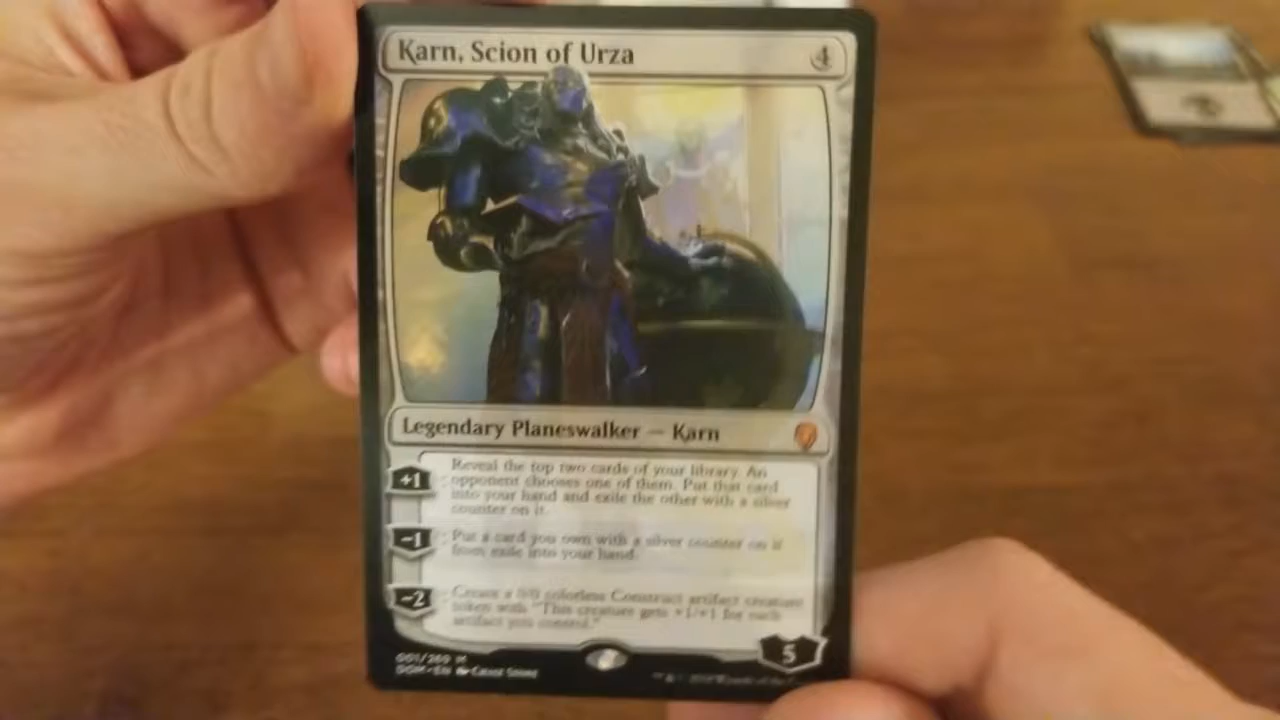 Karn, Scion of Urza 4
Legendary Planeswalker — Karn
+1 Reveal the top two cards of your library. An
opponent chooses one of them. Put that card
into your hand and exile the other with a silver
counter on it.
-1 Put a card you own with a silver counter on it
from exile into your hand.
-2 Create a 0/0 colorless Construct artifact creature
token with "This creature gets +1/+1 for each
artifact you control."
5
001/269 M
DOM • EN